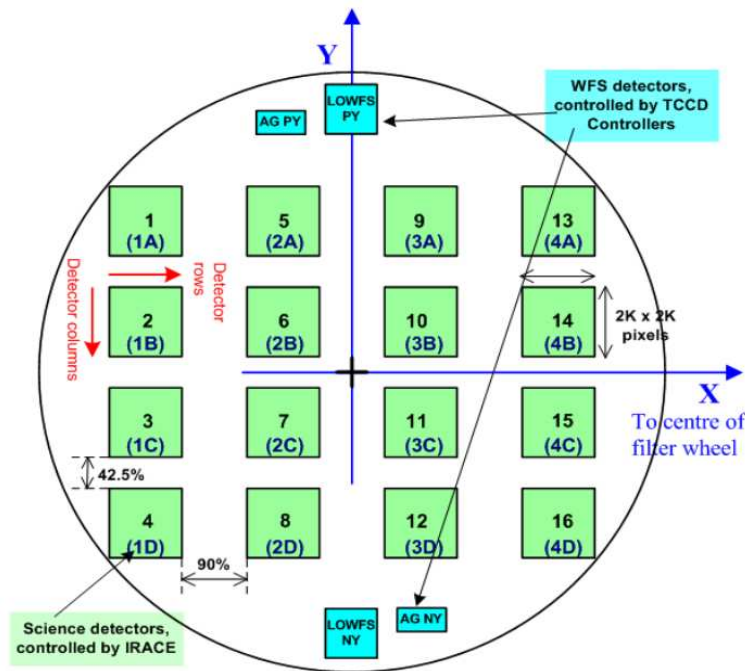 Y
LOWFS
PY
AG PY
WFS detectors,
controlled by TCCD
Controllers
1
(1A)
5
(2A)
9
(3A)
13
(4A)
Detector
rows
Detector columns
2
(1B)
6
(2B)
10
(3B)
14
(4B)
2K x 2K
pixels
X
To centre of
filter wheel
3
(1C)
7
(2C)
11
(3C)
15
(4C)
42.5%
4
(1D)
8
(2D)
12
(3D)
16
(4D)
90%
LOWFS
NY
AG NY
Science detectors,
controlled by IRACE